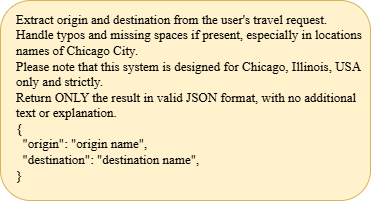 Extract origin and destination from the user's travel request.
Handle typos and missing spaces if present, especially in locations
names of Chicago City.
Please note that this system is designed for Chicago, Illinois, USA
only and strictly.
Return ONLY the result in valid JSON format, with no additional
text or explanation.
{
"origin": "origin name",
"destination": "destination name",
}